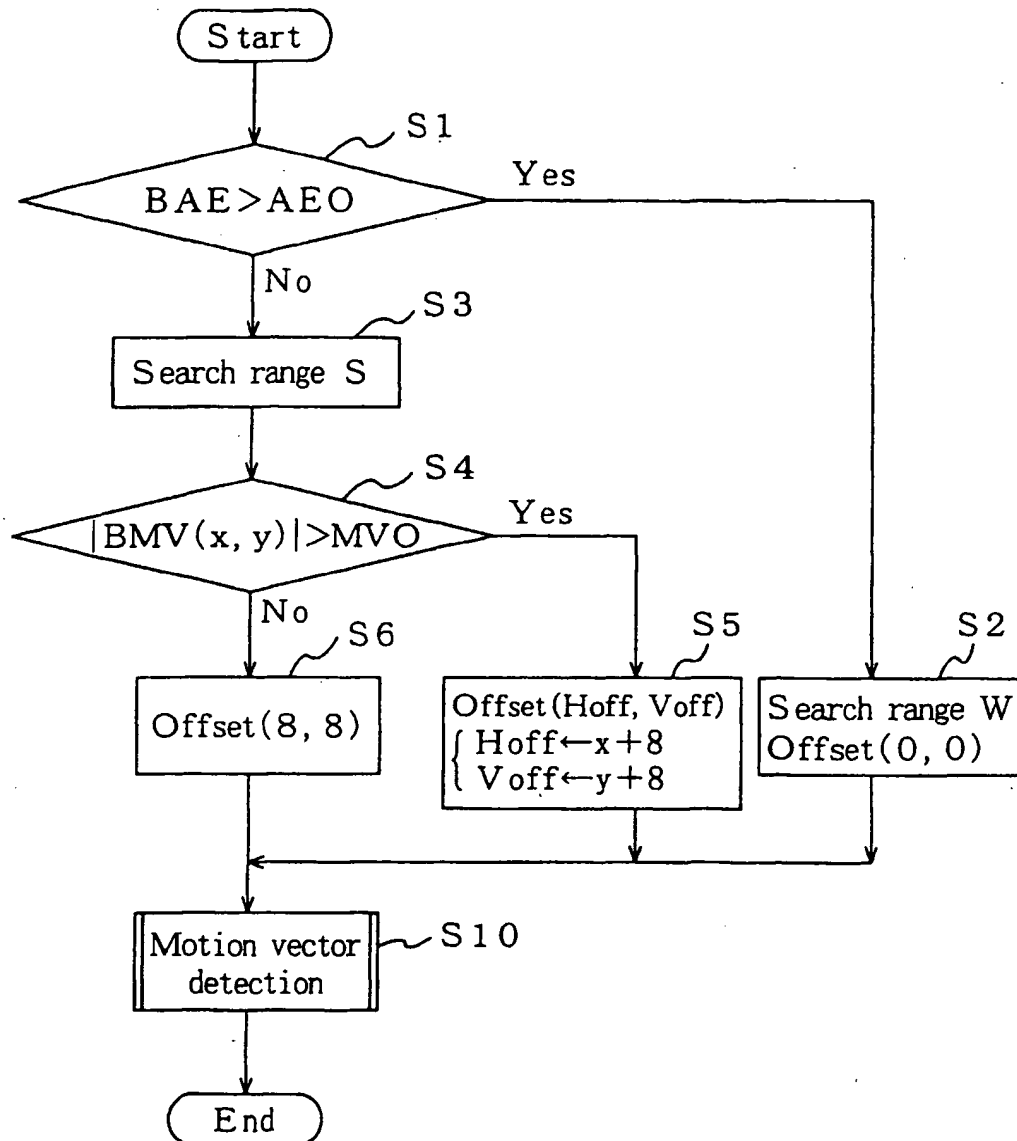 Start
S1
BAE>AEO
Yes
No
S3
Search range S
S4
|BMV(x, y)|>MVO
Yes
No
S6
Offset(8, 8)
S5
Offset(Hoff, Voff)
{ Hoff←x+8
Voff←y+8
S2
Search range W
Offset(0, 0)
S10
Motion vector
detection
End